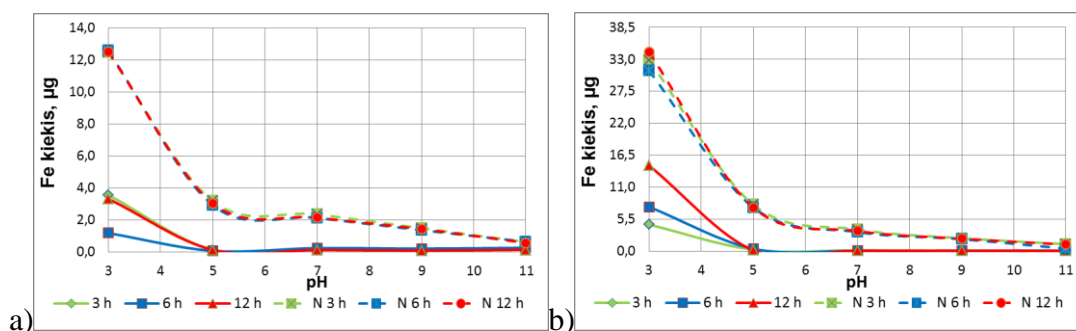 Fe kiekis, µg
14,0
12,0
10,0
8,0
6,0
4,0
2,0
0,0
3 4 5 6 7 8 9 10 11
pH
3 h 6 h 12 h N 3 h N 6 h N 12 h
a)
Fe kiekis, µg
38,5
33,0
27,5
22,0
16,5
11,0
5,5
0,0
3 4 5 6 7 8 9 10 11
pH
3 h 6 h 12 h N 3 h N 6 h N 12 h
b)